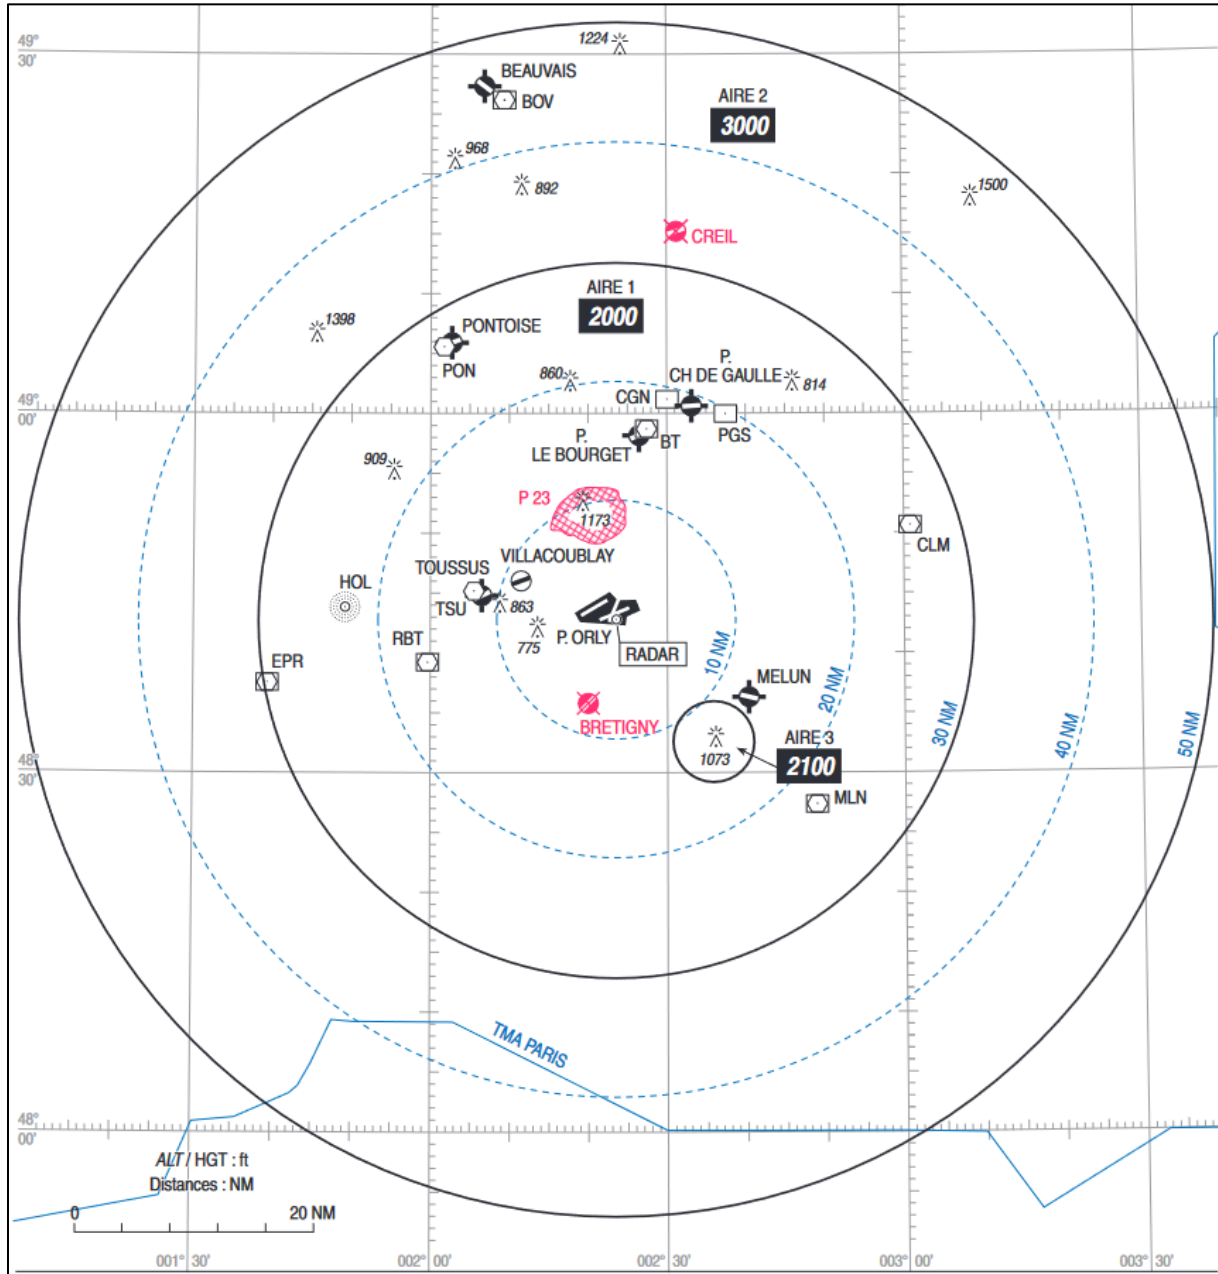 49°
30'
1224
BEAUVAIS
BOV
AIRE 2
3000
968
892
1500
CREIL
AIRE 1
2000
1398
PONTOISE
PON
P.
CH DE GAULLE
860
814
CGN
49°
00'
PGS
P.
LE BOURGET
BT
909
P 23
1173
CLM
VILLACOUBLAY
TOUSSUS
HOL
TSU
863
775
P. ORLY
RADAR
RBT
EPR
10 NM
MELUN
20 NM
BRETIGNY
30 NM
40 NM
50 NM
AIRE 3
2100
1073
48°
30'
MLN
TMA PARIS
48°
00'
ALT / HGT : ft
Distances : NM
0 20 NM
001° 30' 002° 00' 002° 30' 003° 00' 003° 30'